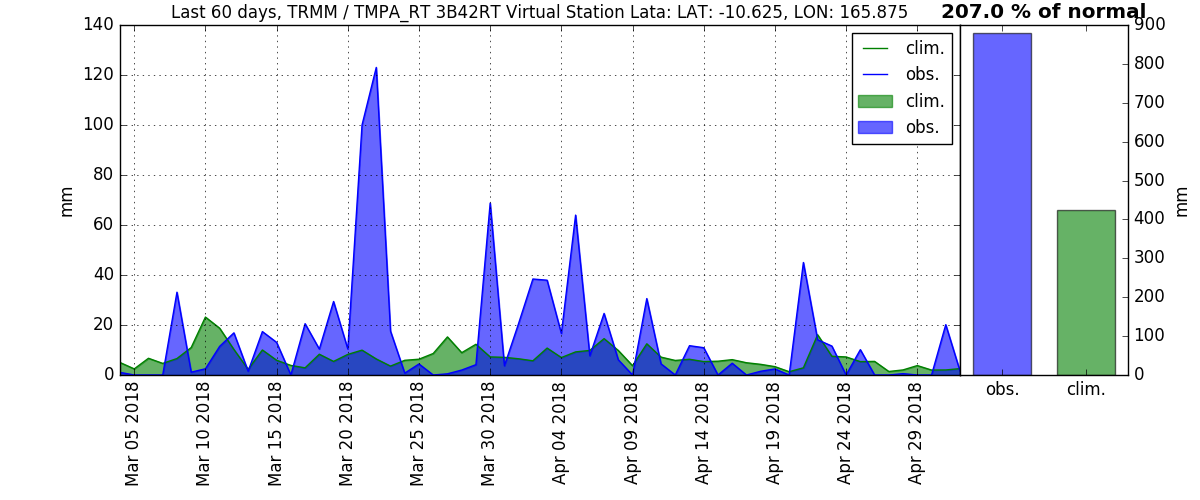 Last 60 days, TRMM / TMPA_RT 3B42RT Virtual Station Lata: LAT: -10.625, LON: 165.875
207.0 % of normal
140
120
100
80
60
40
20
0
mm
clim.
obs.
clim.
obs.
900
800
700
600
500
400
300
200
100
0
mm
Mar 05 2018
Mar 10 2018
Mar 15 2018
Mar 20 2018
Mar 25 2018
Mar 30 2018
Apr 04 2018
Apr 09 2018
Apr 14 2018
Apr 19 2018
Apr 24 2018
Apr 29 2018
obs.
clim.